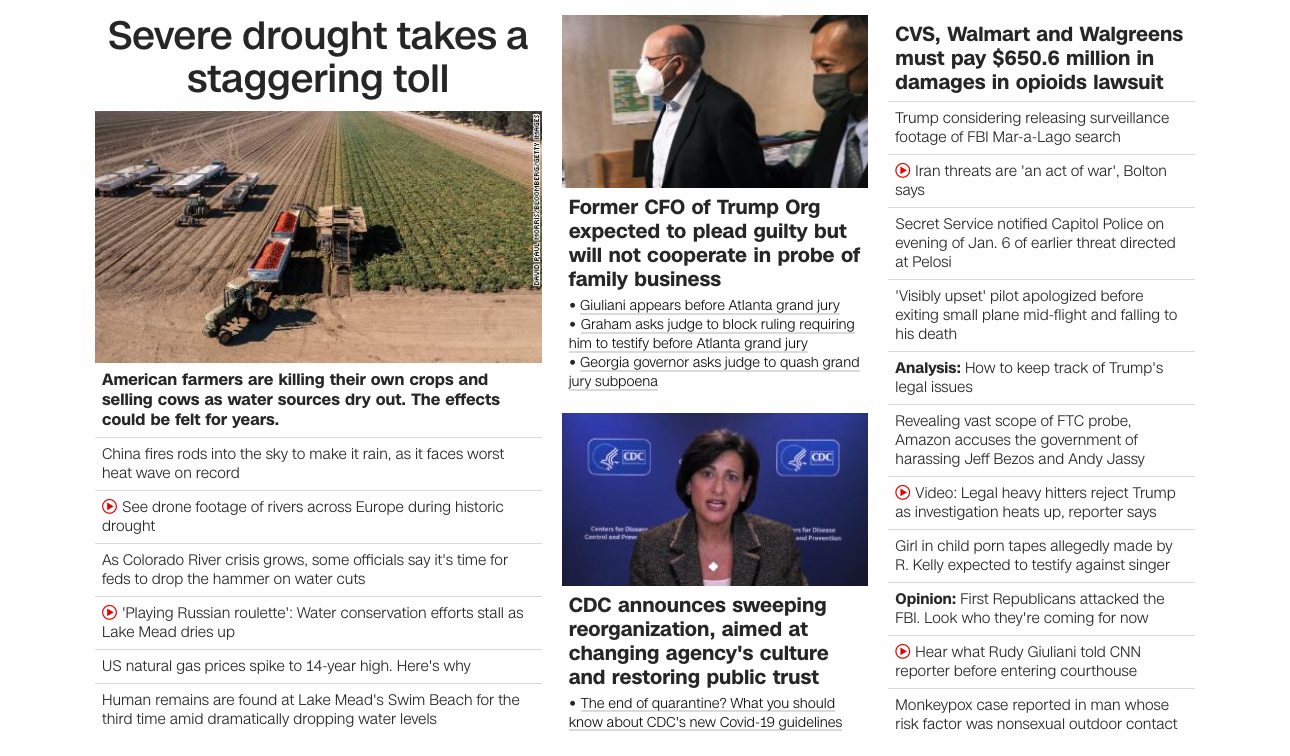 Severe drought takes a
staggering toll
DAVID PAUL MORRIS/BLOOMBERG/GETTY IMAGES
American farmers are killing their own crops and
selling cows as water sources dry out. The effects
could be felt for years.
China fires rods into the sky to make it rain, as it faces worst
heat wave on record
See drone footage of rivers across Europe during historic
drought
As Colorado River crisis grows, some officials say it's time for
feds to drop the hammer on water cuts
'Playing Russian roulette': Water conservation efforts stall as
Lake Mead dries up
US natural gas prices spike to 14-year high. Here's why
Human remains are found at Lake Mead's Swim Beach for the
third time amid dramatically dropping water levels
Former CFO of Trump Org
expected to plead guilty but
will not cooperate in probe of
family business
• Giuliani appears before Atlanta grand jury
• Graham asks judge to block ruling requiring
him to testify before Atlanta grand jury
• Georgia governor asks judge to quash grand
jury subpoena
CDC
CDC
Centers for Disease
Control and Preven
rs for Disease
and Prevention
CDC announces sweeping
reorganization, aimed at
changing agency's culture
and restoring public trust
• The end of quarantine? What you should
know about CDC's new Covid-19 guidelines
CVS, Walmart and Walgreens
must pay $650.6 million in
damages in opioids lawsuit
Trump considering releasing surveillance
footage of FBI Mar-a-Lago search
Iran threats are 'an act of war', Bolton
says
Secret Service notified Capitol Police on
evening of Jan. 6 of earlier threat directed
at Pelosi
'Visibly upset' pilot apologized before
exiting small plane mid-flight and falling to
his death
Analysis: How to keep track of Trump's
legal issues
Revealing vast scope of FTC probe,
Amazon accuses the government of
harassing Jeff Bezos and Andy Jassy
Video: Legal heavy hitters reject Trump
as investigation heats up, reporter says
Girl in child porn tapes allegedly made by
R. Kelly expected to testify against singer
Opinion: First Republicans attacked the
FBI. Look who they're coming for now
Hear what Rudy Giuliani told CNN
reporter before entering courthouse
Monkeypox case reported in man whose
risk factor was nonsexual outdoor contact